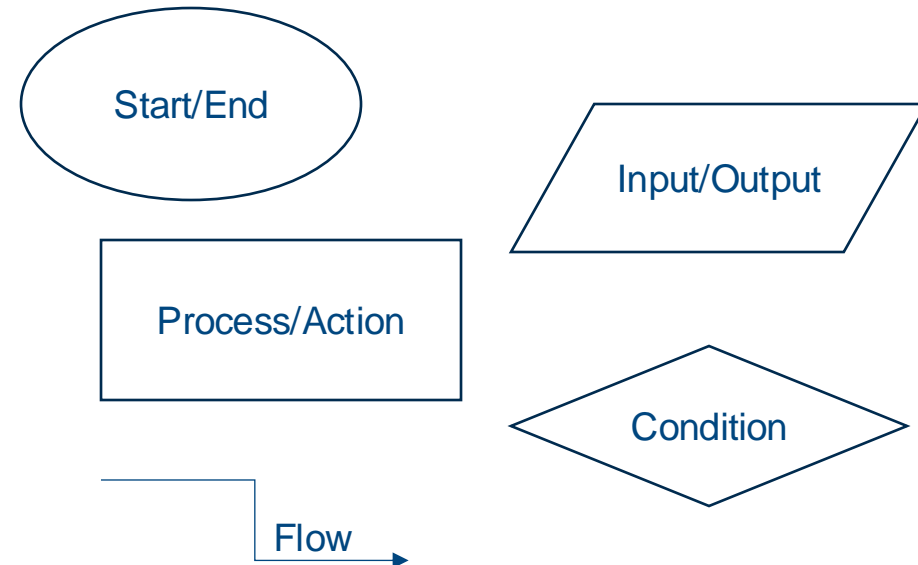 Start/End
Input/Output
Process/Action
Condition
Flow